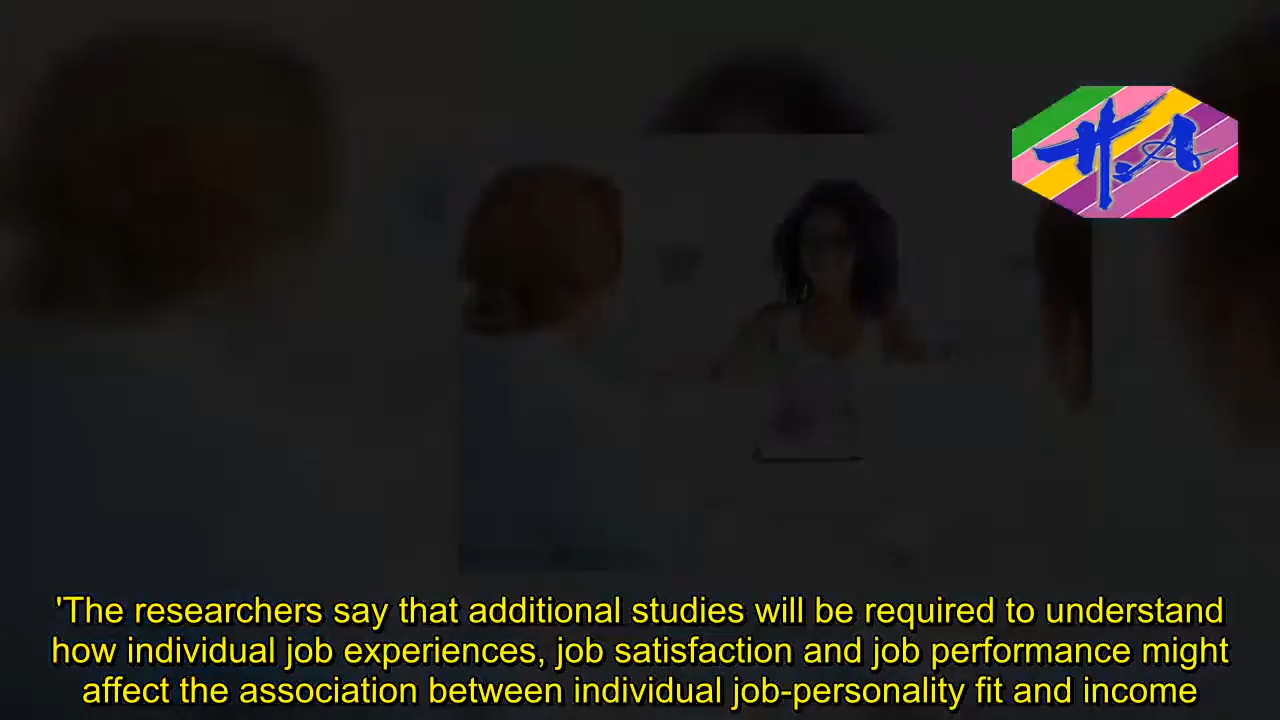 H.A
'The researchers say that additional studies will be required to understand
how individual job experiences, job satisfaction and job performance might
affect the association between individual job-personality fit and income